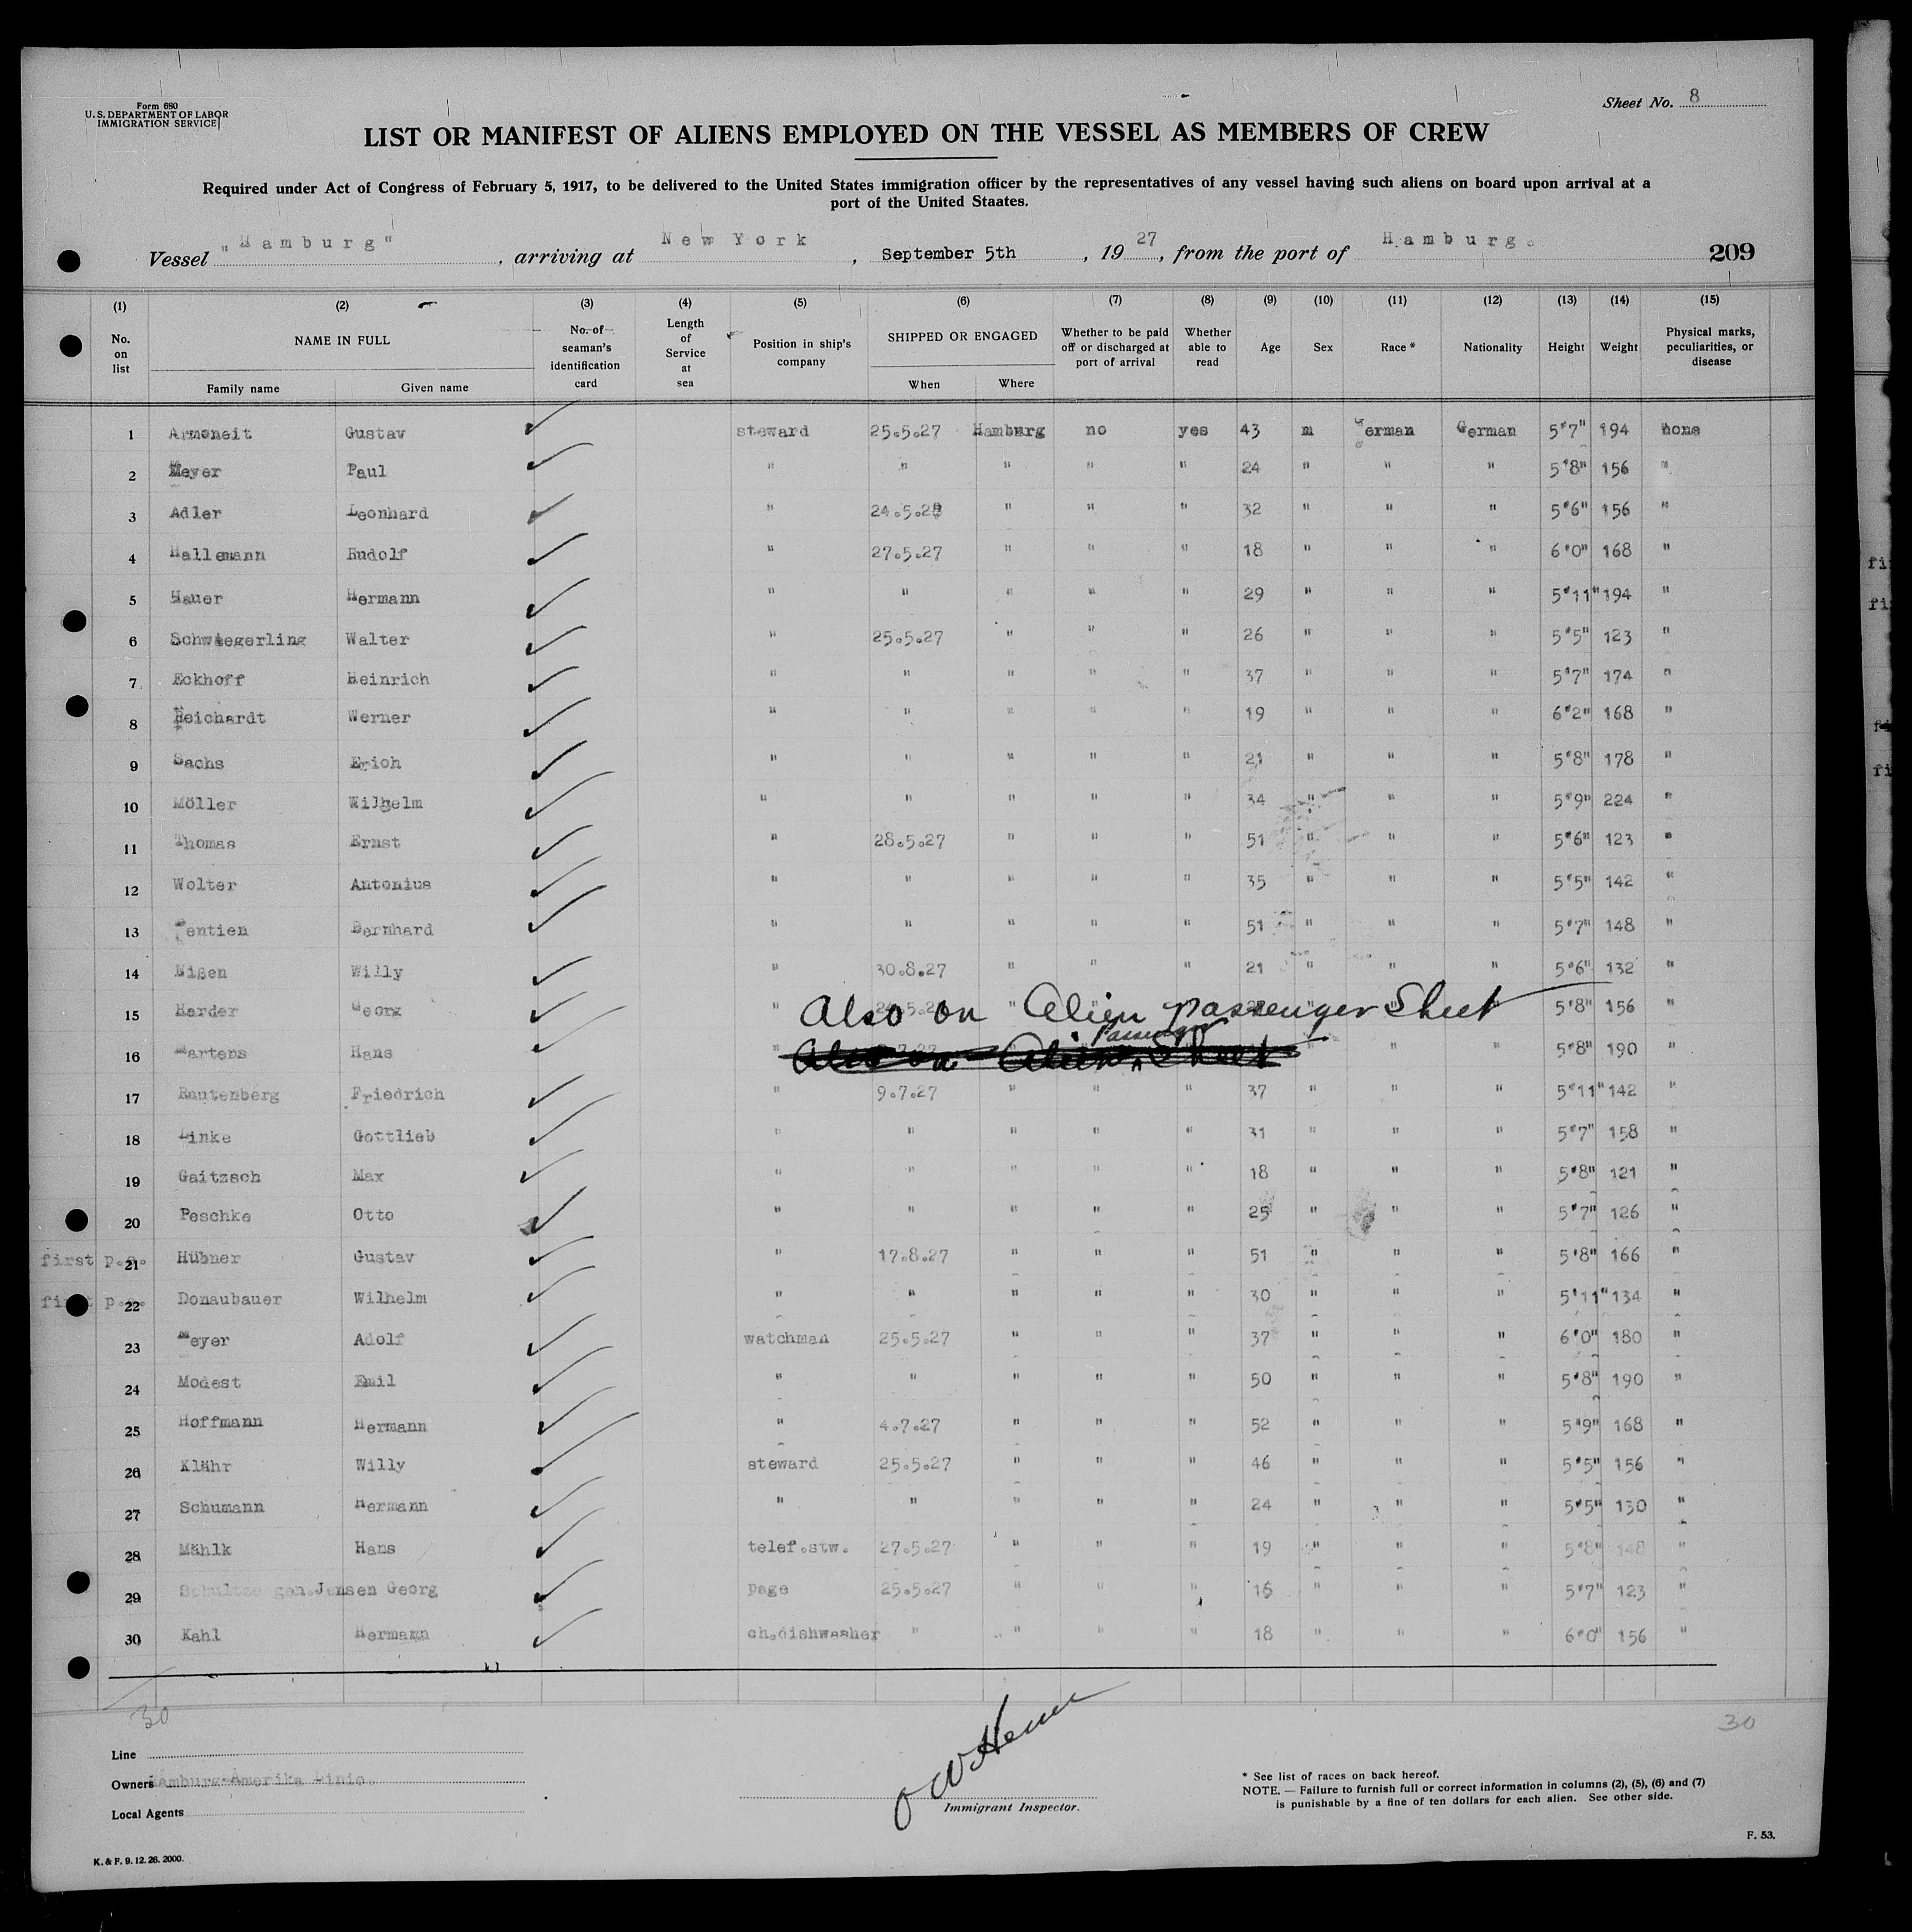 Form 680
U. S. DEPARTMENT OF LABOR
IMMIGRATION SERVICE
Sheet No. 8
LIST OR MANIFEST OF ALIENS EMPLOYED ON THE VESSEL AS MEMBERS OF CREW
Required under Act of Congress of February 5, 1917, to be delivered to the United States immigration officer by the representatives of any vessel having such aliens on board upon arrival at a
port of the United Staates.
Vessel "Hamburg", arriving at New York, September 5th, 1927, from the port of Hamburg. 209
(1) (2) (3) (4) (5) (6) (7) (8) (9) (10) (11) (12) (13) (14) (15)
No. on list NAME IN FULL Family name Given name No. of seaman's identification card Length of Service at sea Position in ship's company SHIPPED OR ENGAGED When Where Whether to be paid off or discharged at port of arrival Whether able to read Age Sex Race * Nationality Height Weight Physical marks, peculiarities, or disease
1 Armoneit Gustav steward 25.5.27 Hamburg no yes 43 m German German 5'7" 194 none
2 Meyer Paul " " " " " 24 " " " 5'8" 156 "
3 Adler Leonhard " 24.5.28 " " " 32 " " " 5'6" 156 "
4 Hallemann Rudolf " 27.5.27 " " " 18 " " " 6'0" 168 "
5 Hauer Hermann " " " " " 29 " " " 5'11" 194 "
6 Schwiegerling Walter " 25.5.27 " " " 26 " " " 5'5" 123 "
7 Eckhoff Heinrich " " " " " 37 " " " 5'7" 174 "
8 Reichardt Werner " " " " " 19 " " " 6'2" 168 "
9 Sachs Erich " " " " " 21 " " " 5'8" 178 "
10 Möller Wilhelm " " " " " 34 " " " 5'9" 224 "
11 Thomas Ernst " 28.5.27 " " " 51 " " " 5'6" 123 "
12 Wolter Antonius " " " " " 35 " " " 5'5" 142 "
13 Bernhard " " " " " 51 " " " 5'7" 148 "
14 Nißen Willy " 30.8.27 " " " 21 " " " 5'6" 132 "
15 Harder Georg " Also on Alien passenger Sheet 5'8" 156 "
16 Martens Hans " Also on Alien Passenger Sheet " " 5'8" 190 "
17 Rautenberg Friedrich " 9.7.27 " " " 37 " " " 5'11" 142 "
18 Linke Gottlieb " " " " " 31 " " " 5'7" 158 "
19 Gaitzsch Max " " " " " 18 " " " 5'8" 121 "
20 Peschke Otto " " " " " 25 " " " 5'7" 126 "
first p.g. 21 Hübner Gustav " 17.8.27 " " " 51 " " " 5'8" 166 "
first p.g. 22 Donaubauer Wilhelm " " " " " 30 " " " 5'11" 134 "
23 Meyer Adolf watchman 25.5.27 " " " 37 " " " 6'0" 180 "
24 Modest Emil " " " " " 50 " " " 5'8" 190 "
25 Hoffmann Hermann " 4.7.27 " " " 52 " " " 5'9" 168 "
26 Klähr Willy steward 25.5.27 " " " 46 " " " 5'5" 156 "
27 Schumann Hermann " " " " " 24 " " " 5'5" 130 "
28 Mählk Hans telef.stw. 27.5.27 " " " 19 " " " 5'8" 148 "
29 Schultze gen.Jensen Georg page 25.5.27 " " " 16 " " " 5'7" 123 "
30 Kahl Hermann ch.dishwasher " " " " 18 " " " 6'0" 156 "
30 30
Line
Owners Hamburg-Amerika Linie
Local Agents
Immigrant Inspector.
* See list of races on back hereof.
NOTE. — Failure to furnish full or correct information in columns (2), (5), (6) and (7)
is punishable by a fine of ten dollars for each alien. See other side.
F. 53.
K. & F. 9. 12. 26. 2000.